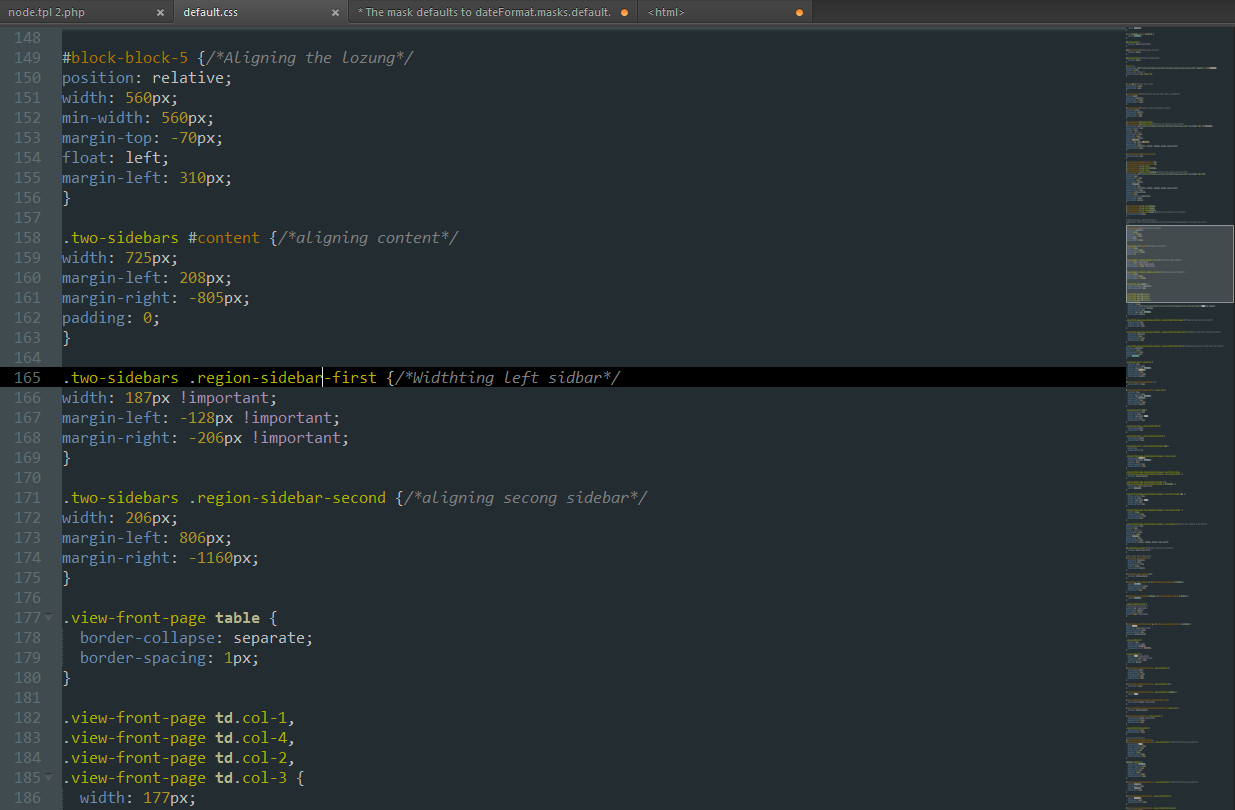 node.tpl 2.php × default.css × * The mask defaults to dateFormat.masks.default. <html>
148
149 #block-block-5 {/*Aligning the lozung*/
150 position: relative;
151 width: 560px;
152 min-width: 560px;
153 margin-top: -70px;
154 float: left;
155 margin-left: 310px;
156 }
157
158 .two-sidebars #content {/*aligning content*/
159 width: 725px;
160 margin-left: 208px;
161 margin-right: -805px;
162 padding: 0;
163 }
164
165 .two-sidebars .region-sidebar-first {/*Widthting left sidbar*/
166 width: 187px !important;
167 margin-left: -128px !important;
168 margin-right: -206px !important;
169 }
170
171 .two-sidebars .region-sidebar-second {/*aligning secong sidebar*/
172 width: 206px;
173 margin-left: 806px;
174 margin-right: -1160px;
175 }
176
177 .view-front-page table {
178 border-collapse: separate;
179 border-spacing: 1px;
180 }
181
182 .view-front-page td.col-1,
183 .view-front-page td.col-4,
184 .view-front-page td.col-2,
185 .view-front-page td.col-3 {
186 width: 177px;